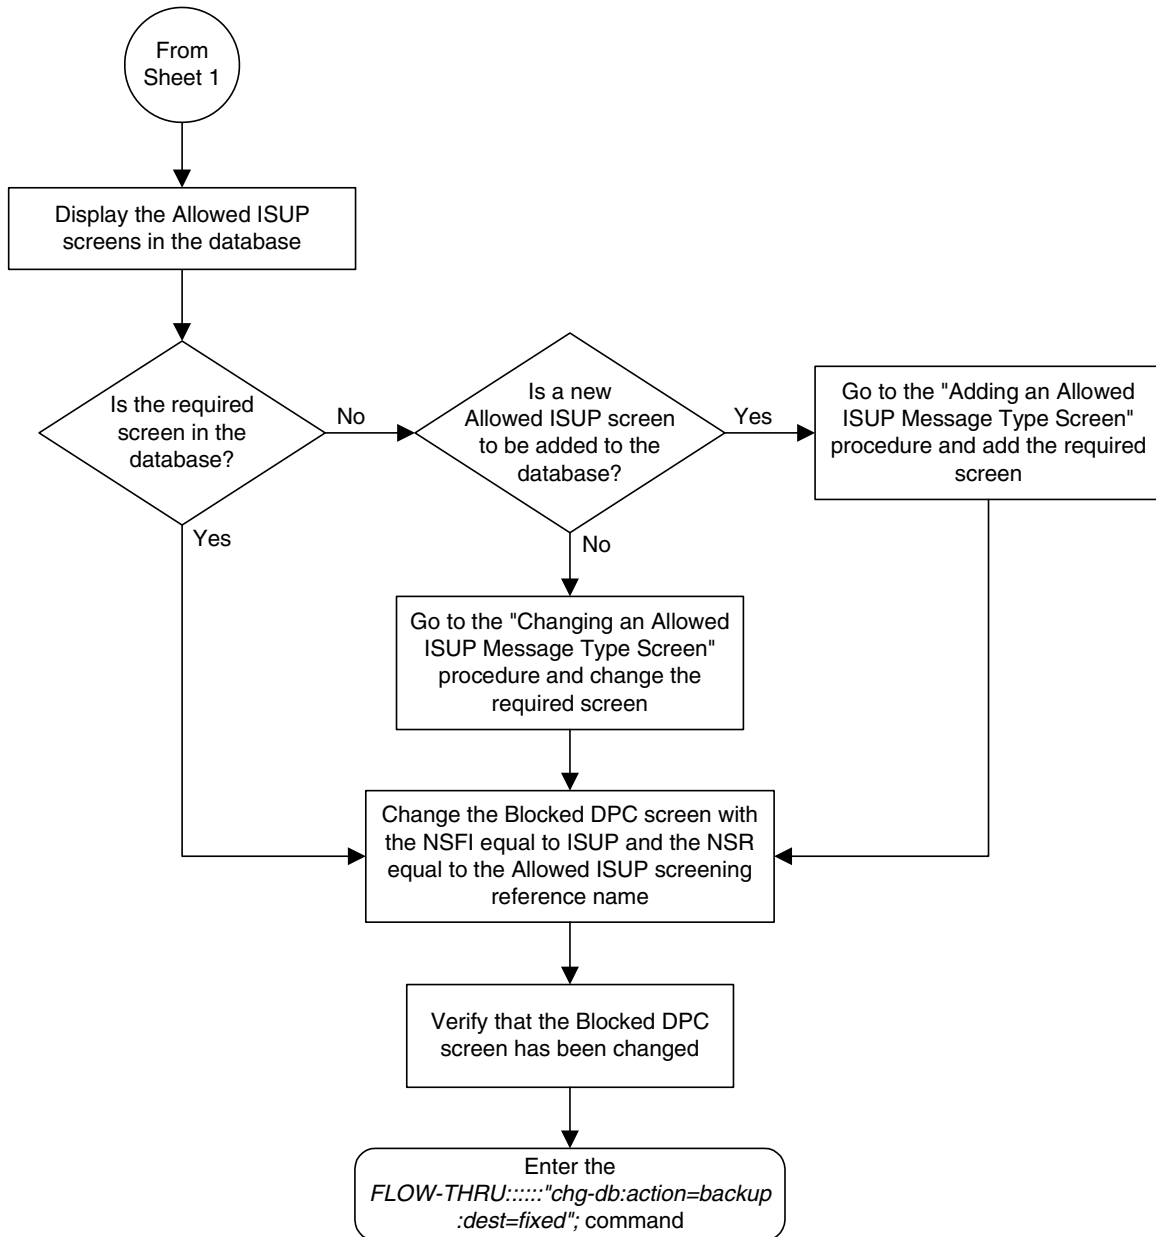 From
Sheet 1
Display the Allowed ISUP
screens in the database
Is the required
screen in the
database?
No
Yes
Is a new
Allowed ISUP screen
to be added to the
database?
Yes
No
Go to the "Adding an Allowed
ISUP Message Type Screen"
procedure and add the required
screen
Go to the "Changing an Allowed
ISUP Message Type Screen"
procedure and change the
required screen
Change the Blocked DPC screen with
the NSFI equal to ISUP and the NSR
equal to the Allowed ISUP screening
reference name
Verify that the Blocked DPC
screen has been changed
Enter the
FLOW-THRU::::::"chg-db:action=backup
:dest=fixed"; command